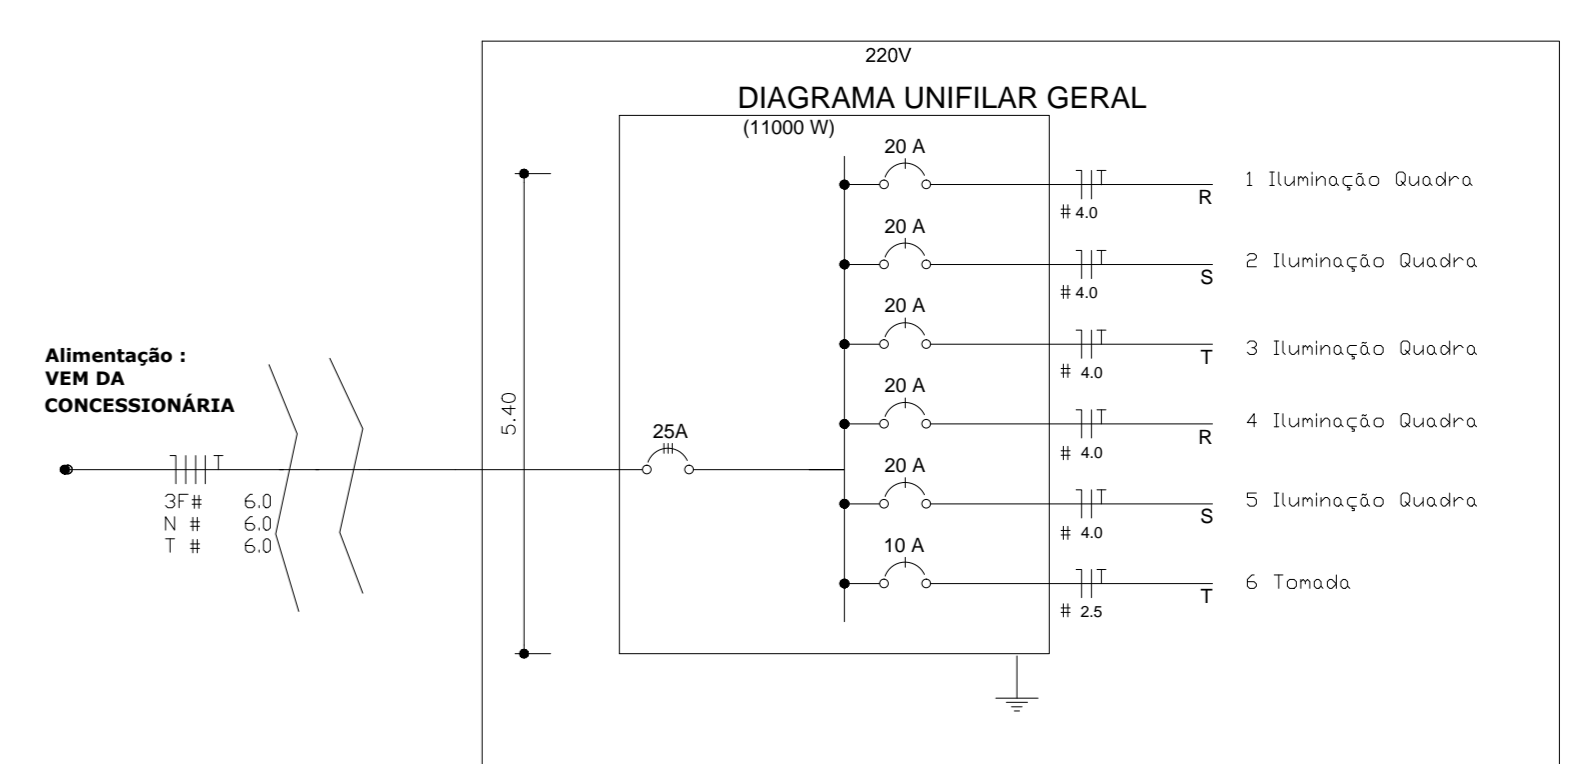 220V
DIAGRAMA UNIFILAR GERAL
(11000 W)
20 A
T
# 4.0
R
1 Iluminação Quadra
20 A
T
# 4.0
S
2 Iluminação Quadra
20 A
T
# 4.0
T
3 Iluminação Quadra
20 A
T
# 4.0
R
4 Iluminação Quadra
20 A
T
# 4.0
S
5 Iluminação Quadra
10 A
T
# 2.5
T
6 Tomada
Alimentação :
VEM DA
CONCESSIONÁRIA
T
3F# 6.0
N # 6.0
T # 6.0
5.40
25A